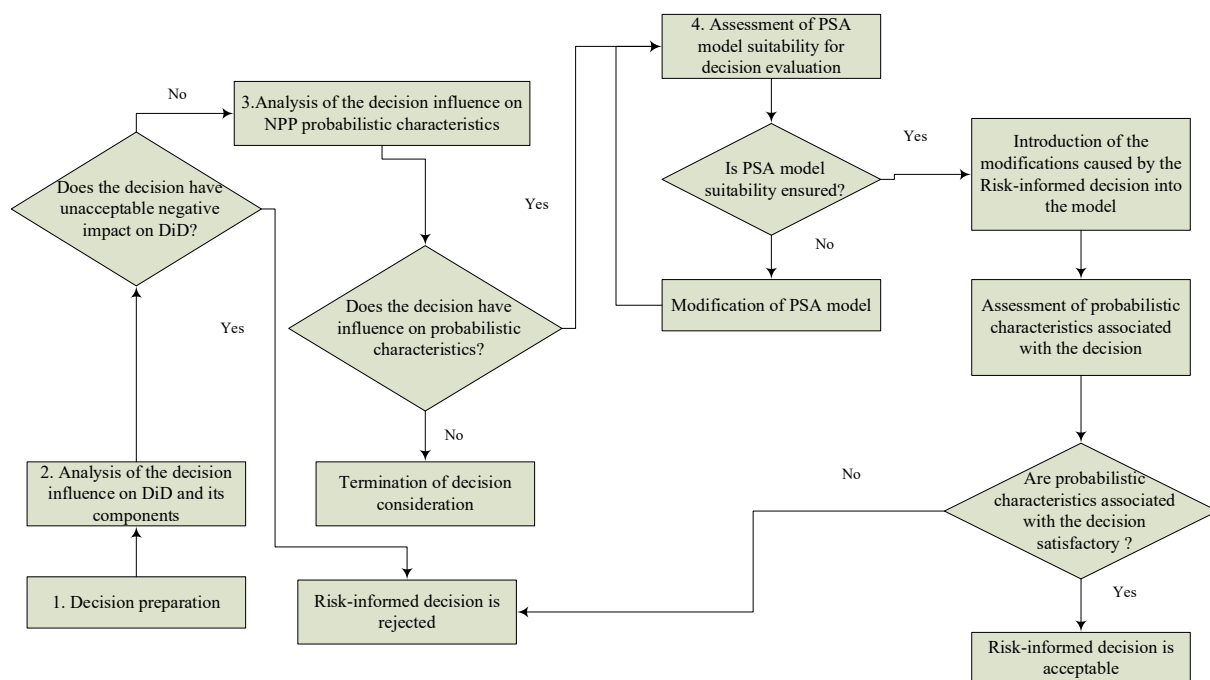 4. Assessment of PSA
model suitability for
decision evaluation
No
3.Analysis of the decision influence on
NPP probabilistic characteristics
Yes
Introduction of the
modifications caused by the
Risk-informed decision into
the model
Is PSA model
suitability ensured?
Does the decision have
unacceptable negative
impact on DiD?
Yes
No
Modification of PSA model
Assessment of probabilistic
characteristics associated
with the decision
Yes
Does the decision have
influence on probabilistic
characteristics?
No
2. Analysis of the decision
influence on DiD and its
components
Termination of decision
consideration
No
Are probabilistic
characteristics associated
with the decision
satisfactory ?
1. Decision preparation
Risk-informed decision is
rejected
Yes
Risk-informed decision is
acceptable